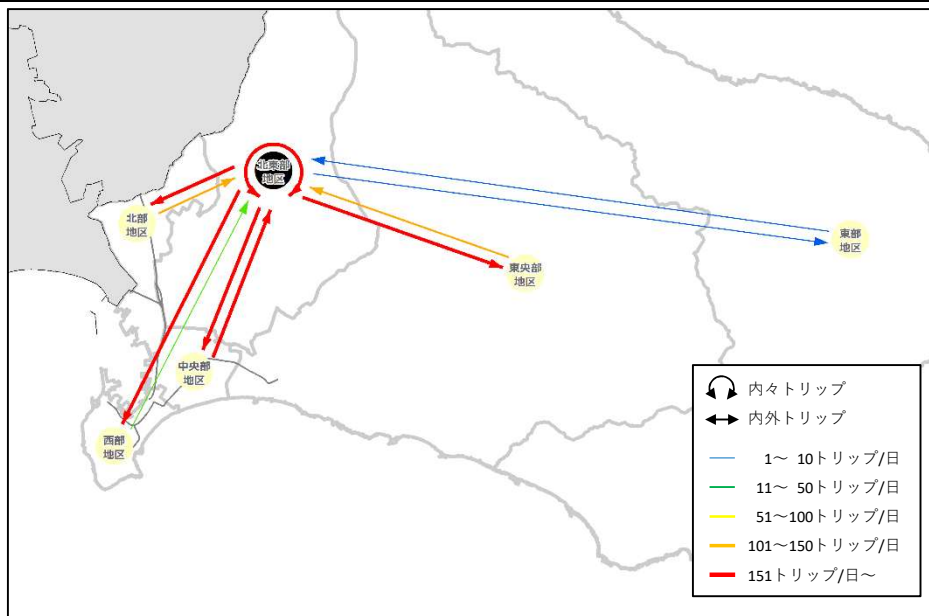 北東部
地区
北部
地区
東部
地区
東央部
地区
中央部
地区
西部
地区
内々トリップ
内外トリップ
1～ 10トリップ/日
11～ 50トリップ/日
51～100トリップ/日
101～150トリップ/日
151トリップ/日～